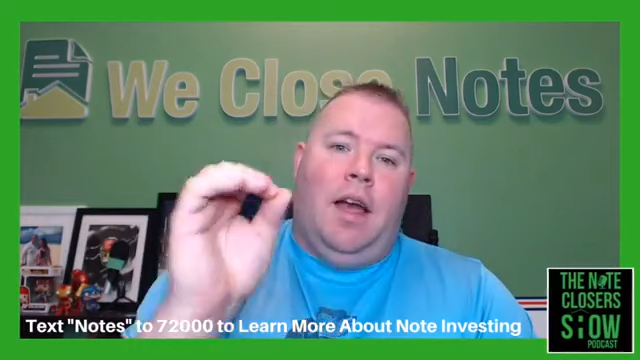 We Close Notes
Text "Notes" to 72000 to Learn More About Note Investing
THE NOTE
CLOSERS
SHOW
PODCAST